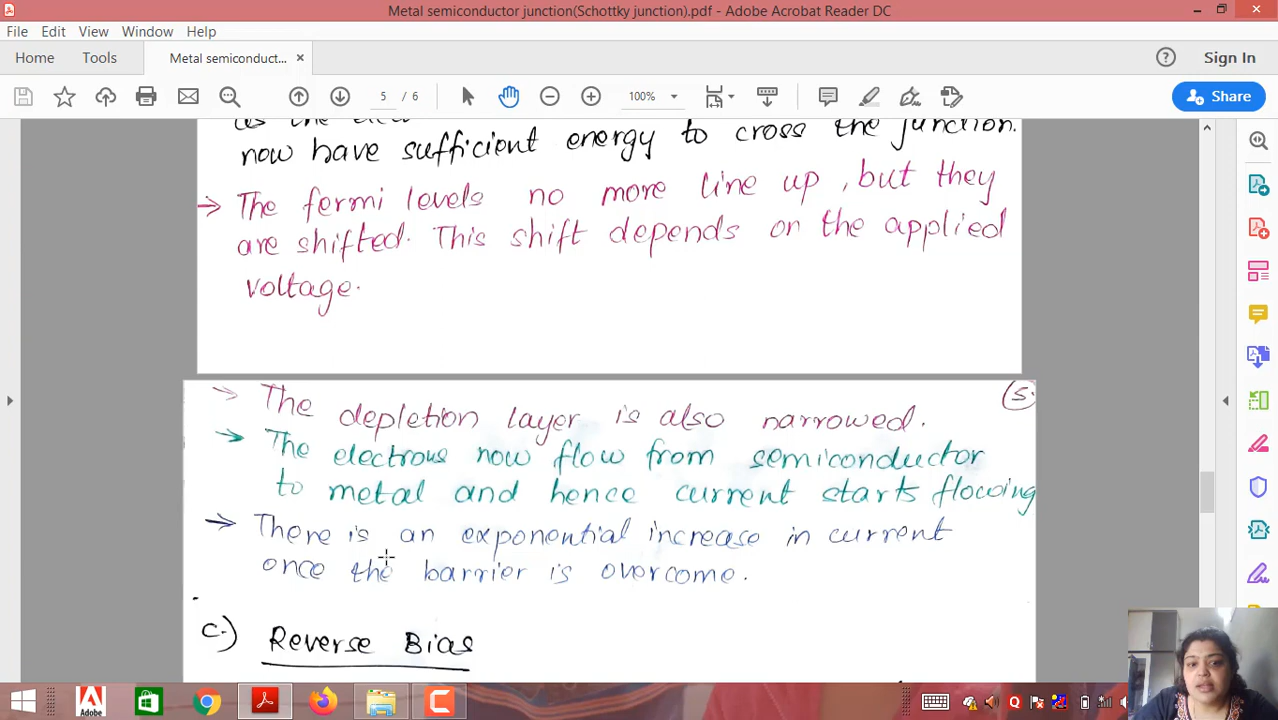 Metal semiconductor junction(Schottky junction).pdf - Adobe Acrobat Reader DC
File Edit View Window Help
Home Tools Metal semiconduct... × Sign In
5 / 6 100% Share
as the
now have sufficient energy to cross the junction.
→ The fermi levels no more line up, but they
are shifted. This shift depends on the applied
voltage.
(5.
→ The depletion layer is also narrowed.
→ The electrons now flow from semiconductor
to metal and hence current starts flowing
→ There is an exponential increase in current
once the barrier is overcome.
c.) Reverse Bias
Adobe